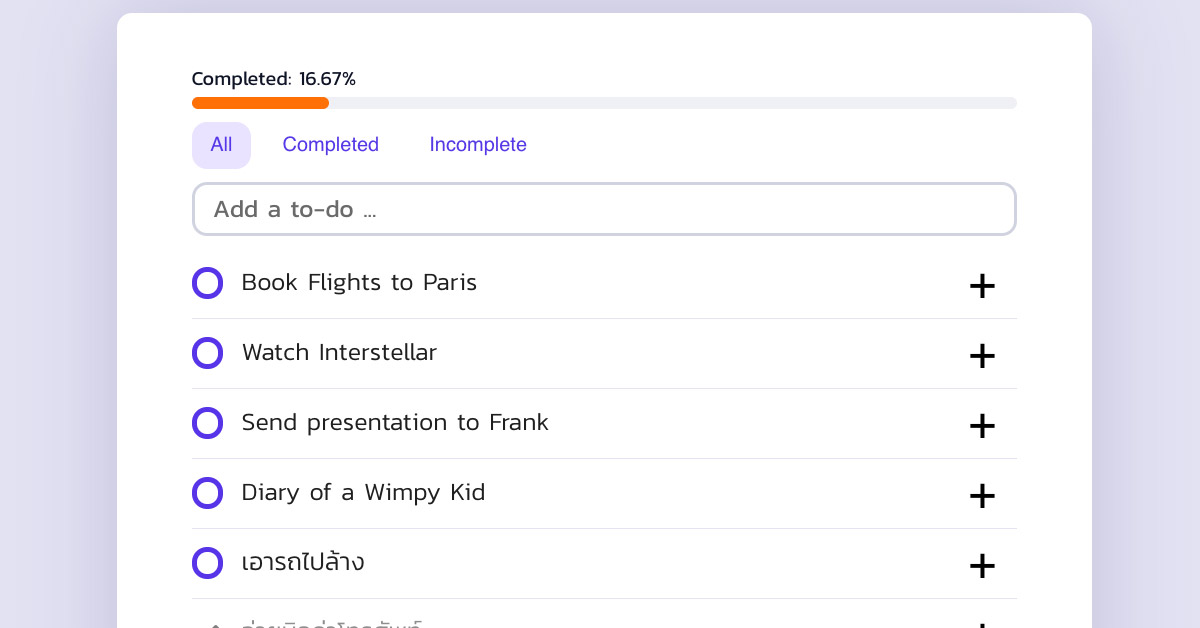 Completed: 16.67%
All Completed Incomplete
Add a to-do ...
Book Flights to Paris
Watch Interstellar
Send presentation to Frank
Diary of a Wimpy Kid
เอารถไปล้าง